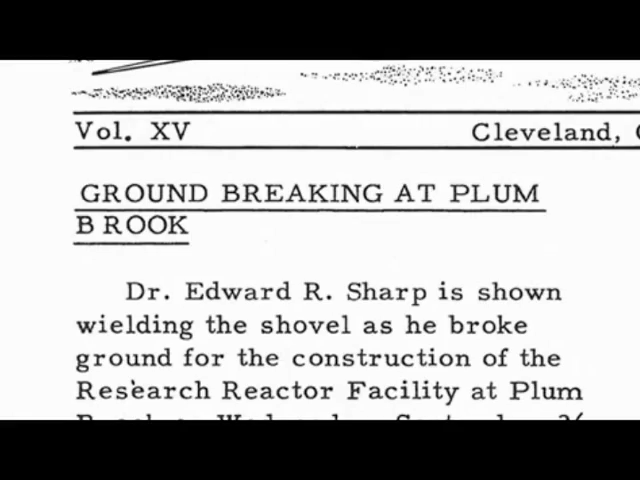 Vol. XV Cleveland,
GROUND BREAKING AT PLUM
BROOK
Dr. Edward R. Sharp is shown
wielding the shovel as he broke
ground for the construction of the
Research Reactor Facility at Plum